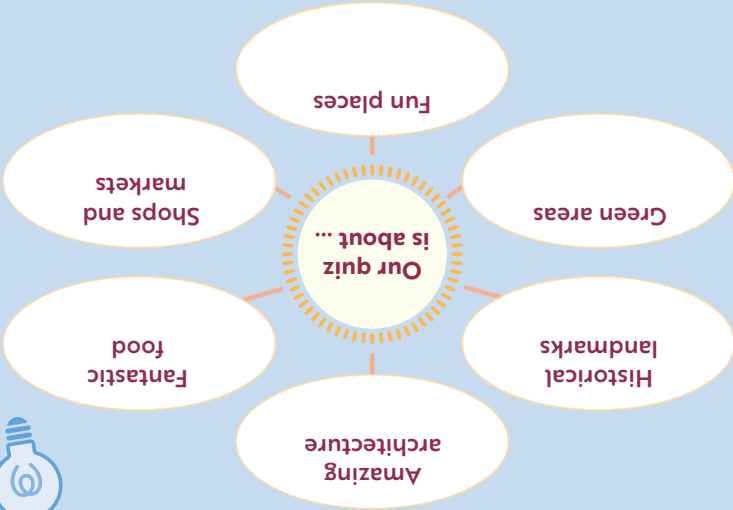 Amazing
architecture
Historical
landmarks
Fantastic
food
Our quiz
is about ...
Green areas
Shops and
markets
Fun places